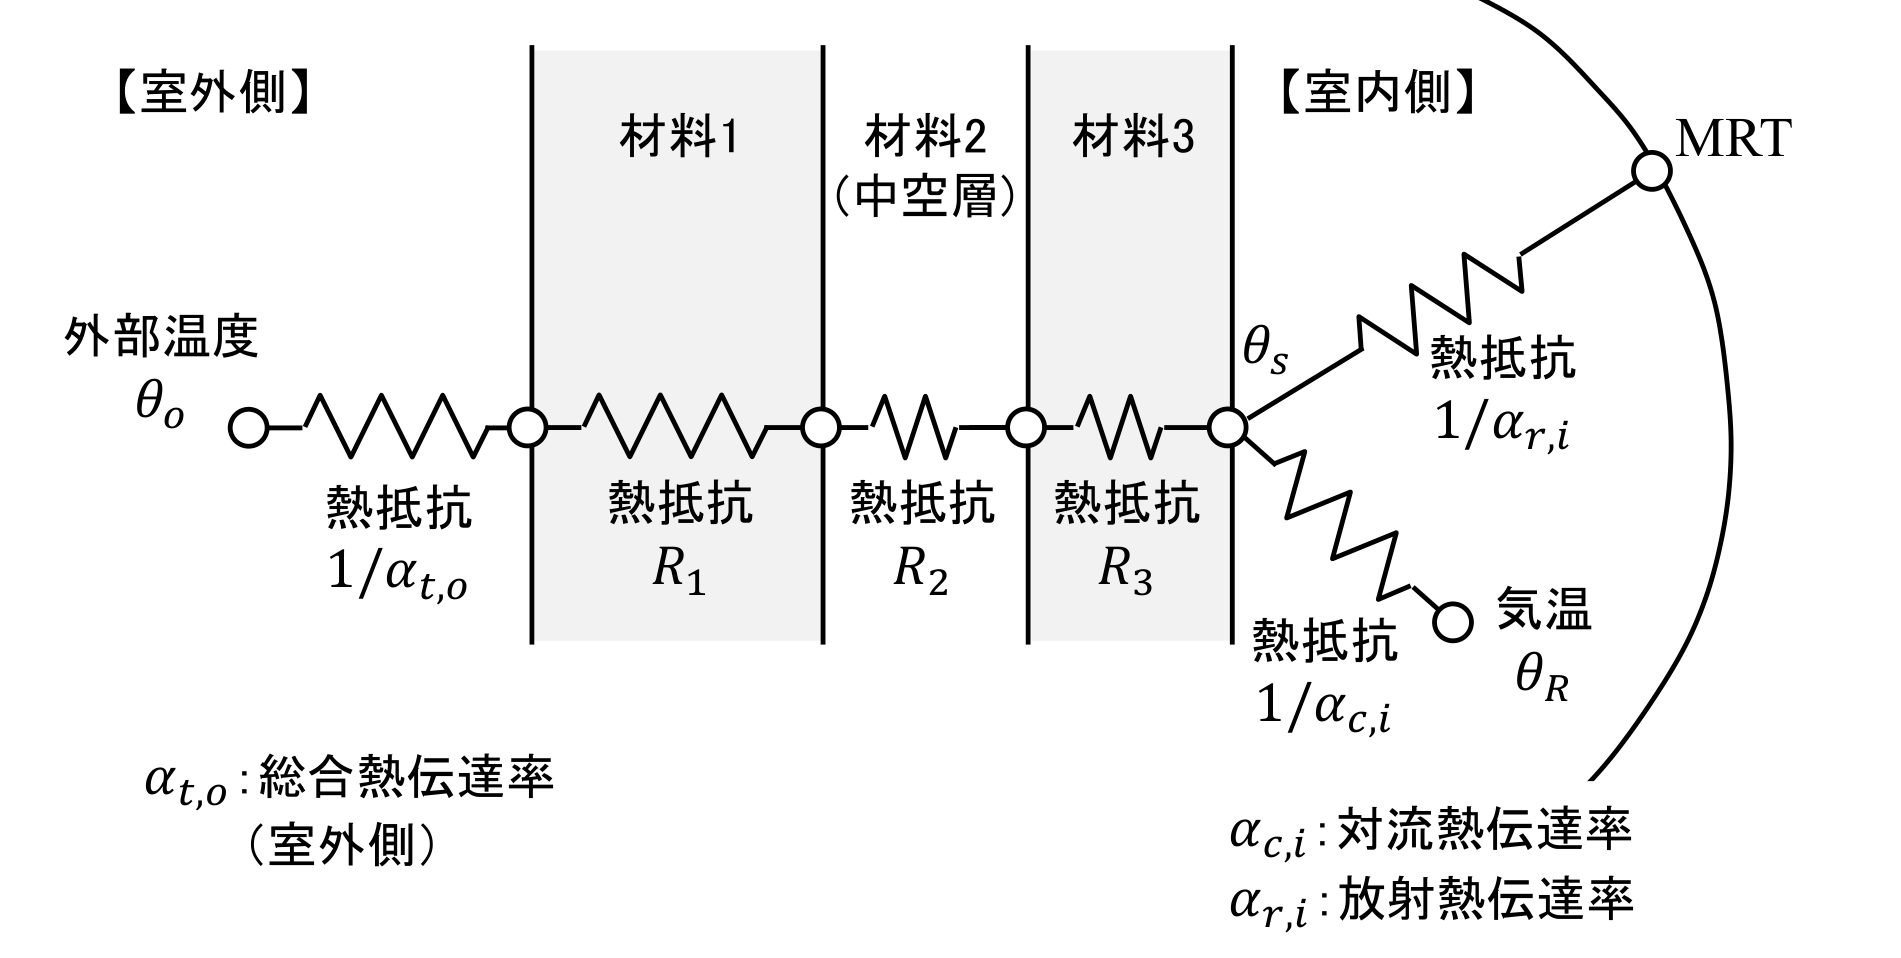 【室外側】
材料1
材料2
（中空層）
材料3
【室内側】
MRT
外部温度
θo
θs
熱抵抗
1/αt,o
熱抵抗
R1
熱抵抗
R2
熱抵抗
R3
熱抵抗
1/αr,i
熱抵抗
1/αc,i
気温
θR
αt,o：総合熱伝達率
（室外側）
αc,i：対流熱伝達率
αr,i：放射熱伝達率